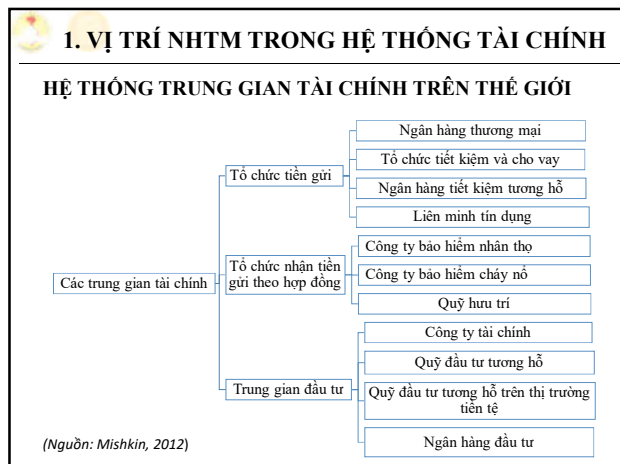 1. VỊ TRÍ NHTM TRONG HỆ THỐNG TÀI CHÍNH
HỆ THỐNG TRUNG GIAN TÀI CHÍNH TRÊN THẾ GIỚI
Các trung gian tài chính
Tổ chức tiền gửi
Ngân hàng thương mại
Tổ chức tiết kiệm và cho vay
Ngân hàng tiết kiệm tương hỗ
Liên minh tín dụng
Tổ chức nhận tiền
gửi theo hợp đồng
Công ty bảo hiểm nhân thọ
Công ty bảo hiểm cháy nổ
Quỹ hưu trí
Trung gian đầu tư
Công ty tài chính
Quỹ đầu tư tương hỗ
Quỹ đầu tư tương hỗ trên thị trường
tiền tệ
Ngân hàng đầu tư
(Nguồn: Mishkin, 2012)